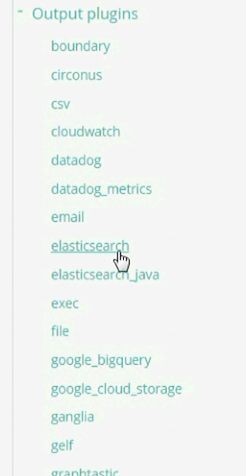 - Output plugins
boundary
circonus
csv
cloudwatch
datadog
datadog_metrics
email
elasticsearch
elasticsearch_java
exec
file
google_bigquery
google_cloud_storage
ganglia
gelf
graphtastic